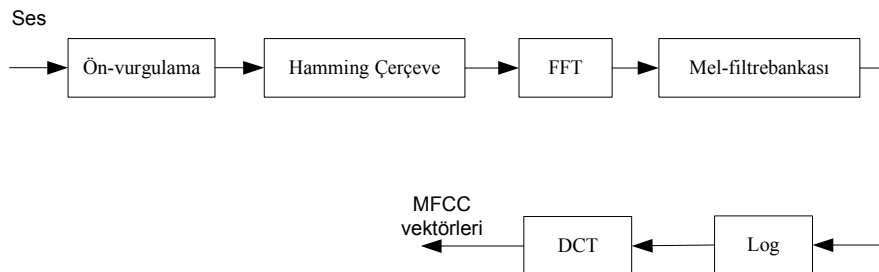 Ses
Ön-vurgulama
Hamming Çerçeve
FFT
Mel-filtrebankası
MFCC
vektörleri
DCT
Log